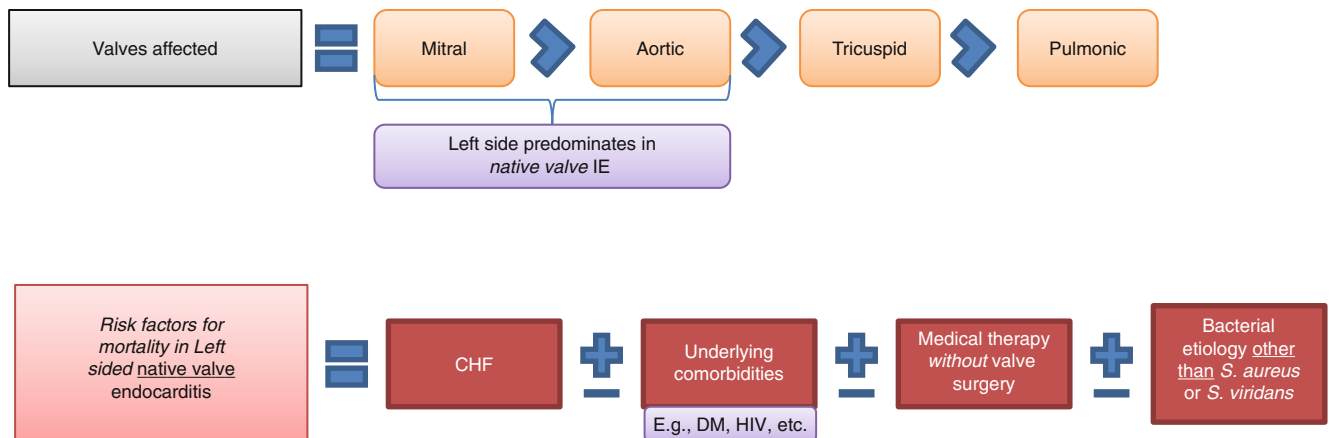 Valves affected
Mitral
Aortic
Tricuspid
Pulmonic
Left side predominates in
native valve IE
Risk factors for
mortality in Left
sided native valve
endocarditis
CHF
Underlying
comorbidities
E.g., DM, HIV, etc.
Medical therapy
without valve
surgery
Bacterial
etiology other
than S. aureus
or S. viridans